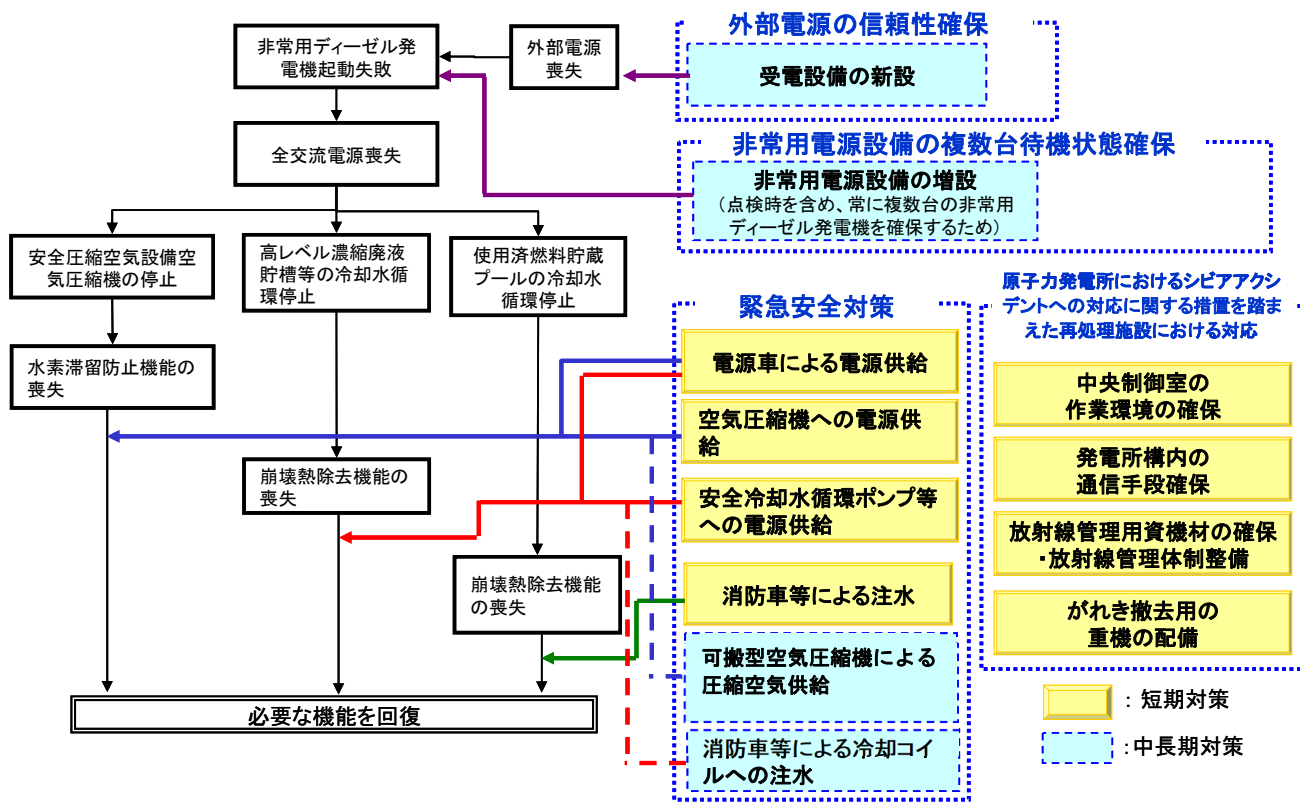 非常用ディーゼル発
電機起動失敗
外部電源
喪失
外部電源の信頼性確保
受電設備の新設
全交流電源喪失
非常用電源設備の複数台待機状態確保
非常用電源設備の増設
（点検時を含め、常に複数台の非常用
ディーゼル発電機を確保するため）
安全圧縮空気設備空
気圧縮機の停止
高レベル濃縮廃液
貯槽等の冷却水循
環停止
使用済燃料貯蔵
プールの冷却水
循環停止
水素滞留防止機能の
喪失
崩壊熱除去機能の
喪失
崩壊熱除去機能
の喪失
必要な機能を回復
緊急安全対策
電源車による電源供給
空気圧縮機への電源供
給
安全冷却水循環ポンプ等
への電源供給
消防車等による注水
可搬型空気圧縮機による
圧縮空気供給
消防車等による冷却コイ
ルへの注水
原子力発電所におけるシビアアクシ
デントへの対応に関する措置を踏ま
えた再処理施設における対応
中央制御室の
作業環境の確保
発電所構内の
通信手段確保
放射線管理用資機材の確保
・放射線管理体制整備
がれき撤去用の
重機の配備
：短期対策
：中長期対策